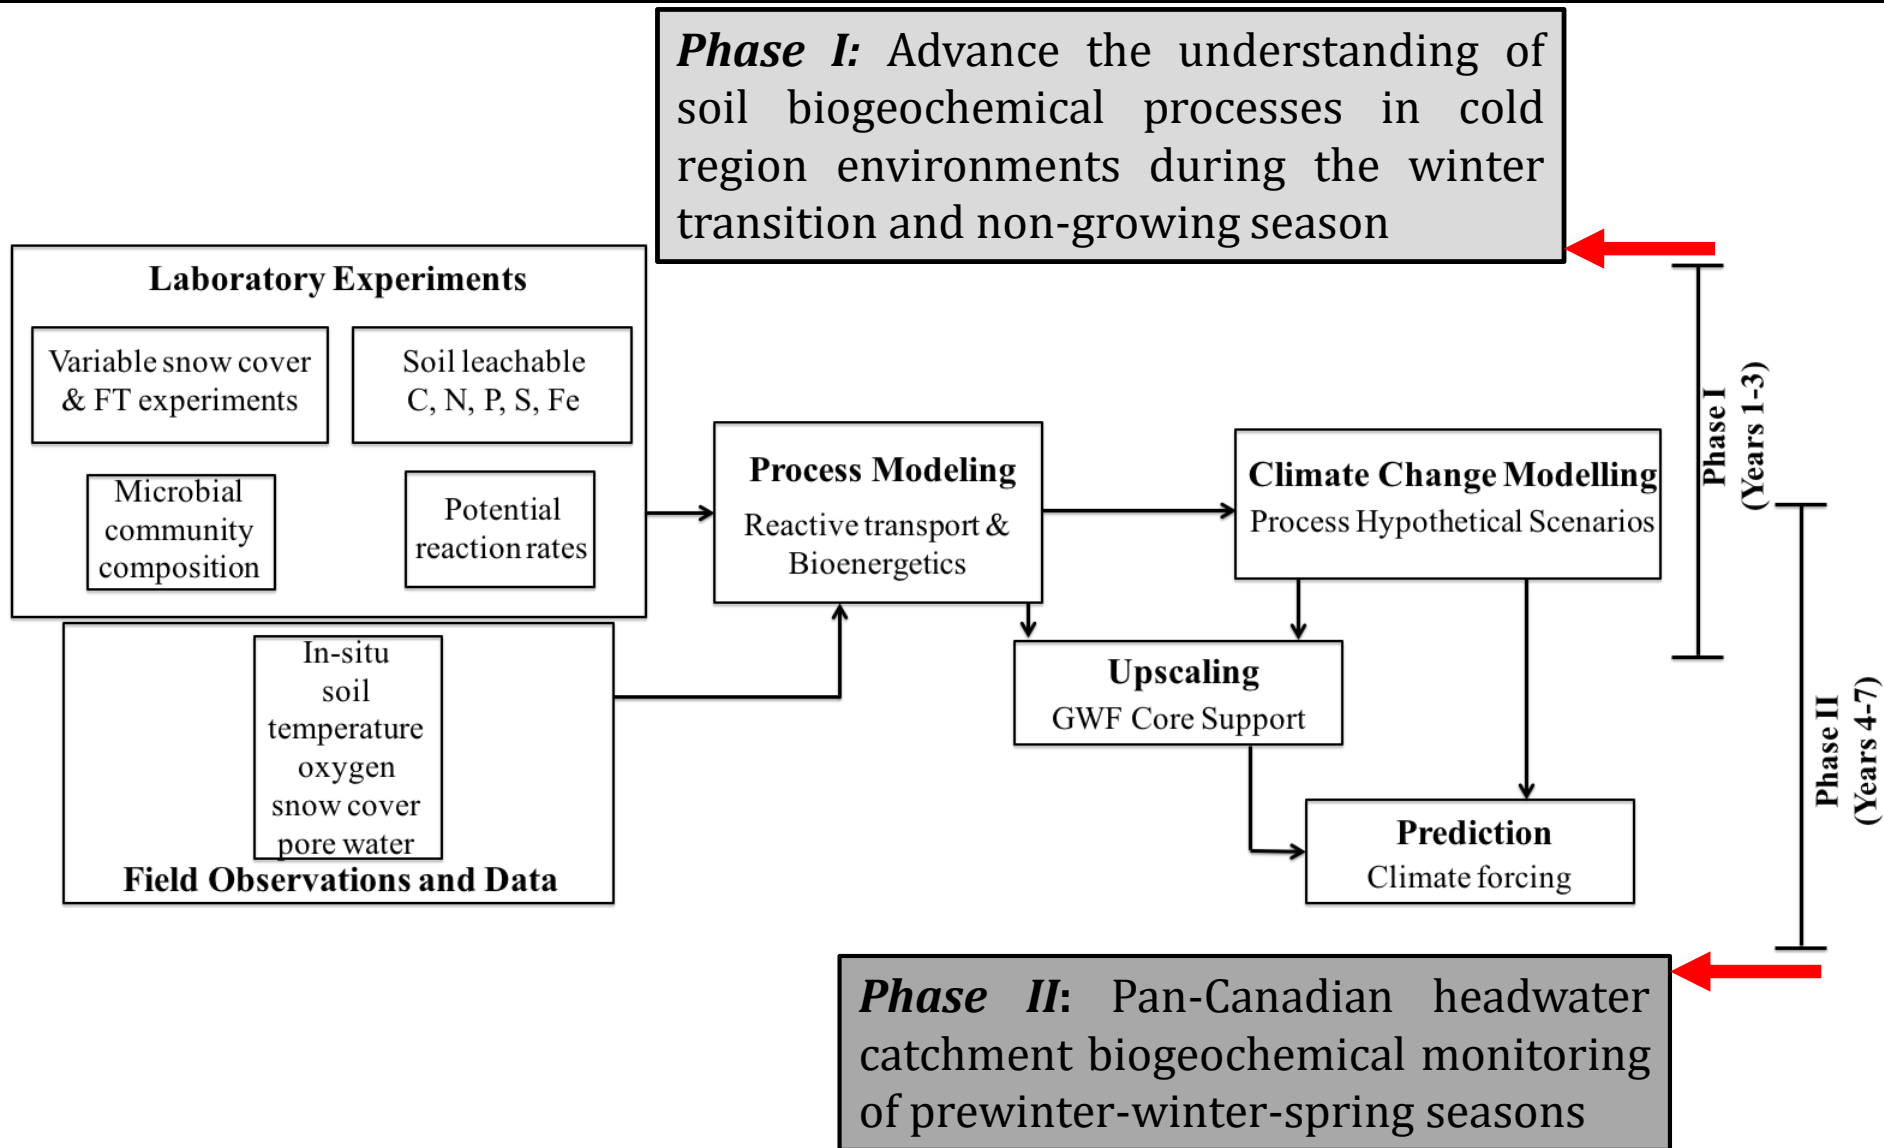 Phase I: Advance the understanding of
soil biogeochemical processes in cold
region environments during the winter
transition and non-growing season
Laboratory Experiments
Variable snow cover
& FT experiments
Soil leachable
C, N, P, S, Fe
Microbial
community
composition
Potential
reaction rates
In-situ
soil
temperature
oxygen
snow cover
pore water
Field Observations and Data
Process Modeling
Reactive transport &
Bioenergetics
Climate Change Modelling
Process Hypothetical Scenarios
Upscaling
GWF Core Support
Prediction
Climate forcing
Phase I
(Years 1-3)
Phase II
(Years 4-7)
Phase II: Pan-Canadian headwater
catchment biogeochemical monitoring
of prewinter-winter-spring seasons